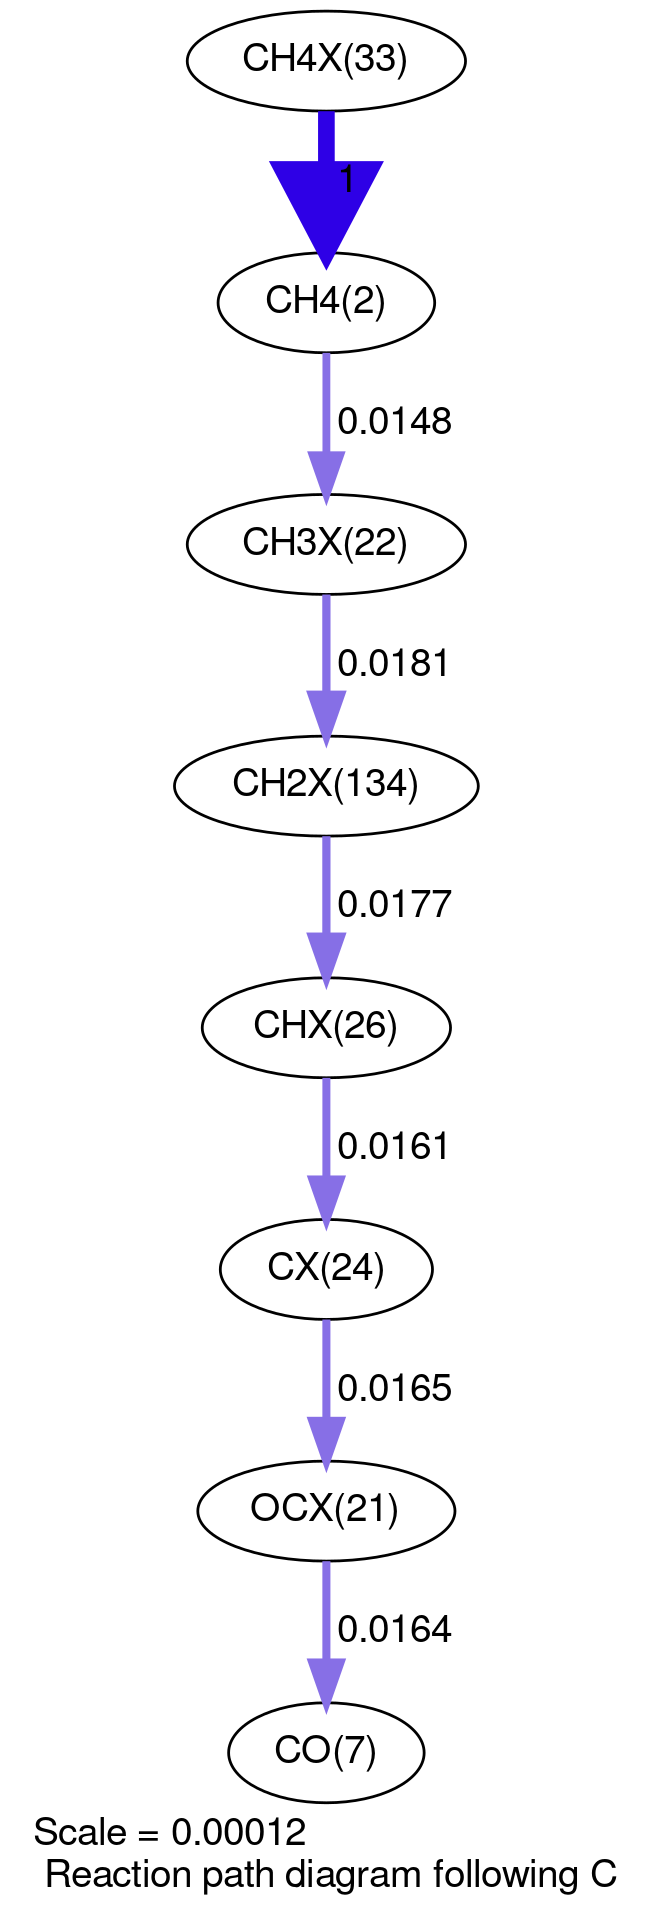 CH4X(33)
1
CH4(2)
0.0148
CH3X(22)
0.0181
CH2X(134)
0.0177
CHX(26)
0.0161
CX(24)
0.0165
OCX(21)
0.0164
CO(7)
Scale = 0.00012
Reaction path diagram following C